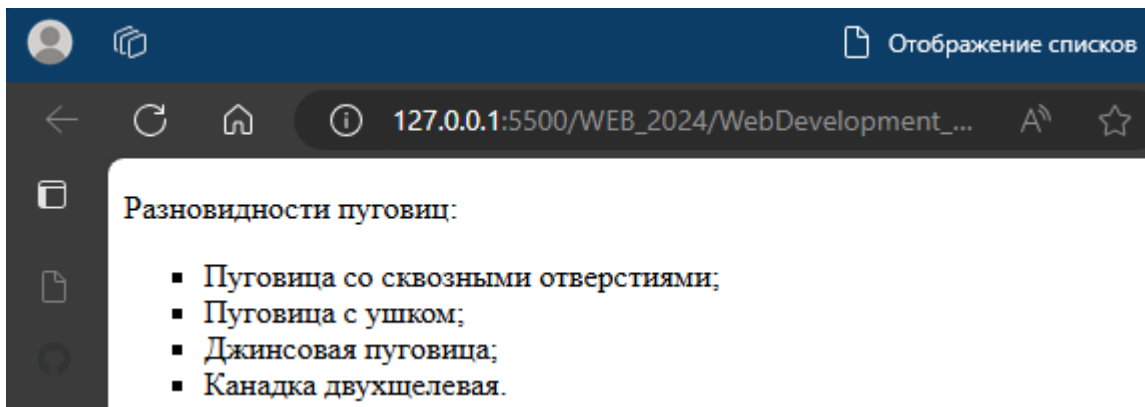 Отображение списков
127.0.0.1:5500/WEB_2024/WebDevelopment_...
Разновидности пуговиц:
Пуговица со сквозными отверстиями;
Пуговица с ушком;
Джинсовая пуговица;
Канадка двухщелевая.